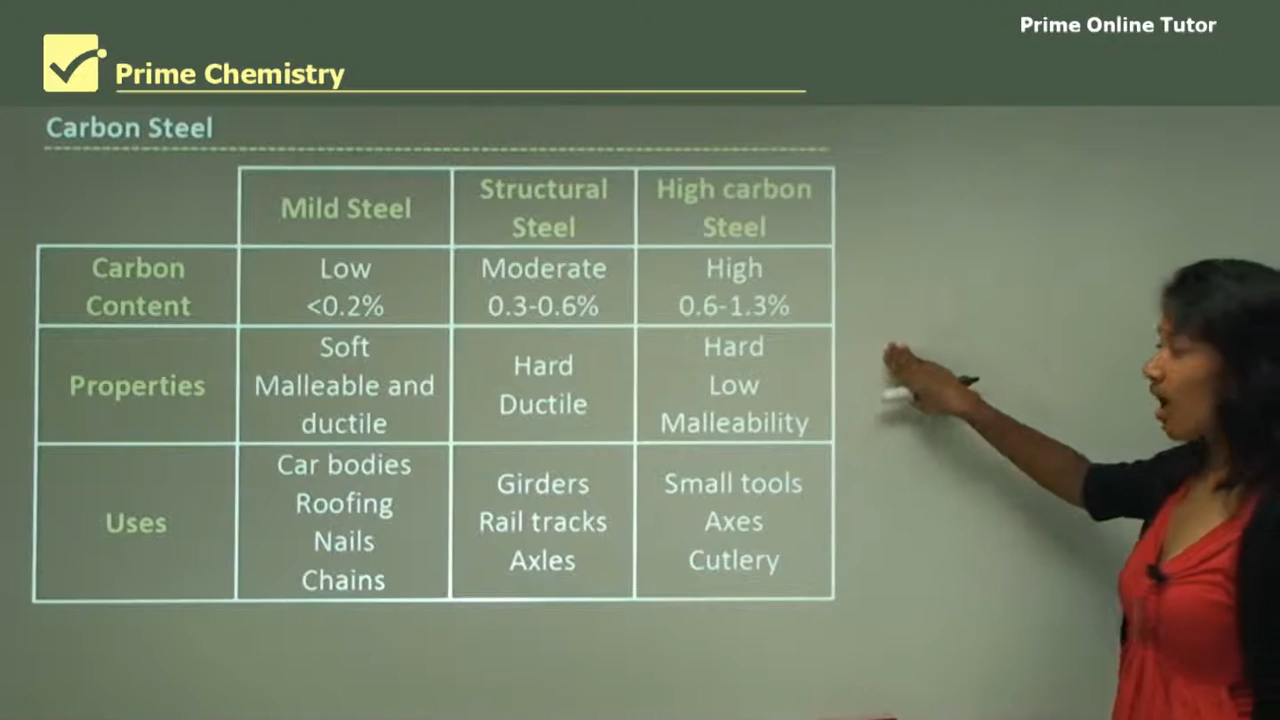 Prime Online Tutor
Prime Chemistry
Carbon Steel
Mild Steel
Structural
Steel
High carbon
Steel
Carbon
Content
Low
<0.2%
Moderate
0.3-0.6%
High
0.6-1.3%
Properties
Soft
Malleable and
ductile
Hard
Ductile
Hard
Low
Malleability
Uses
Car bodies
Roofing
Nails
Chains
Girders
Rail tracks
Axles
Small tools
Axes
Cutlery